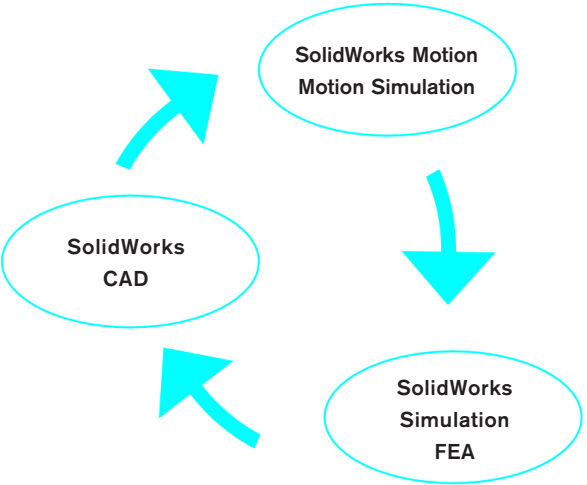 SolidWorks Motion
Motion Simulation
SolidWorks
CAD
SolidWorks
Simulation
FEA